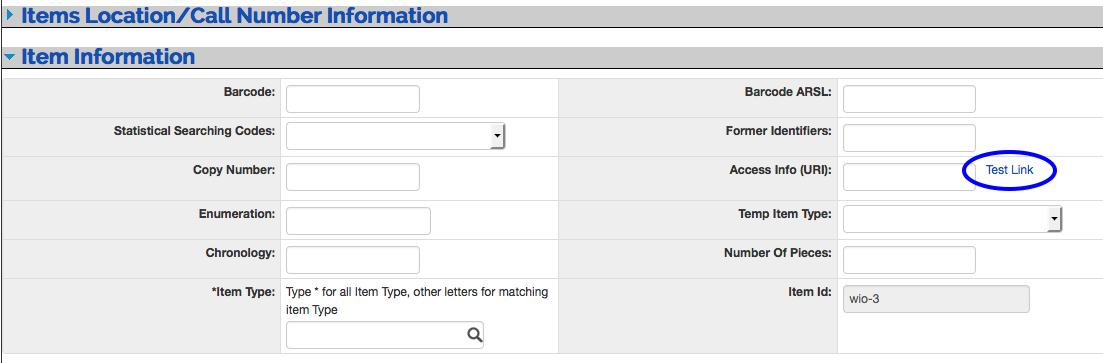 Items Location/Call Number Information
Item Information
Barcode: Barcode ARSL:
Statistical Searching Codes: Former Identifiers:
Copy Number: Access Info (URI): Test Link
Enumeration: Temp Item Type:
Chronology: Number Of Pieces:
*Item Type: Type * for all Item Type, other letters for matching Item Id: wio-3
item Type